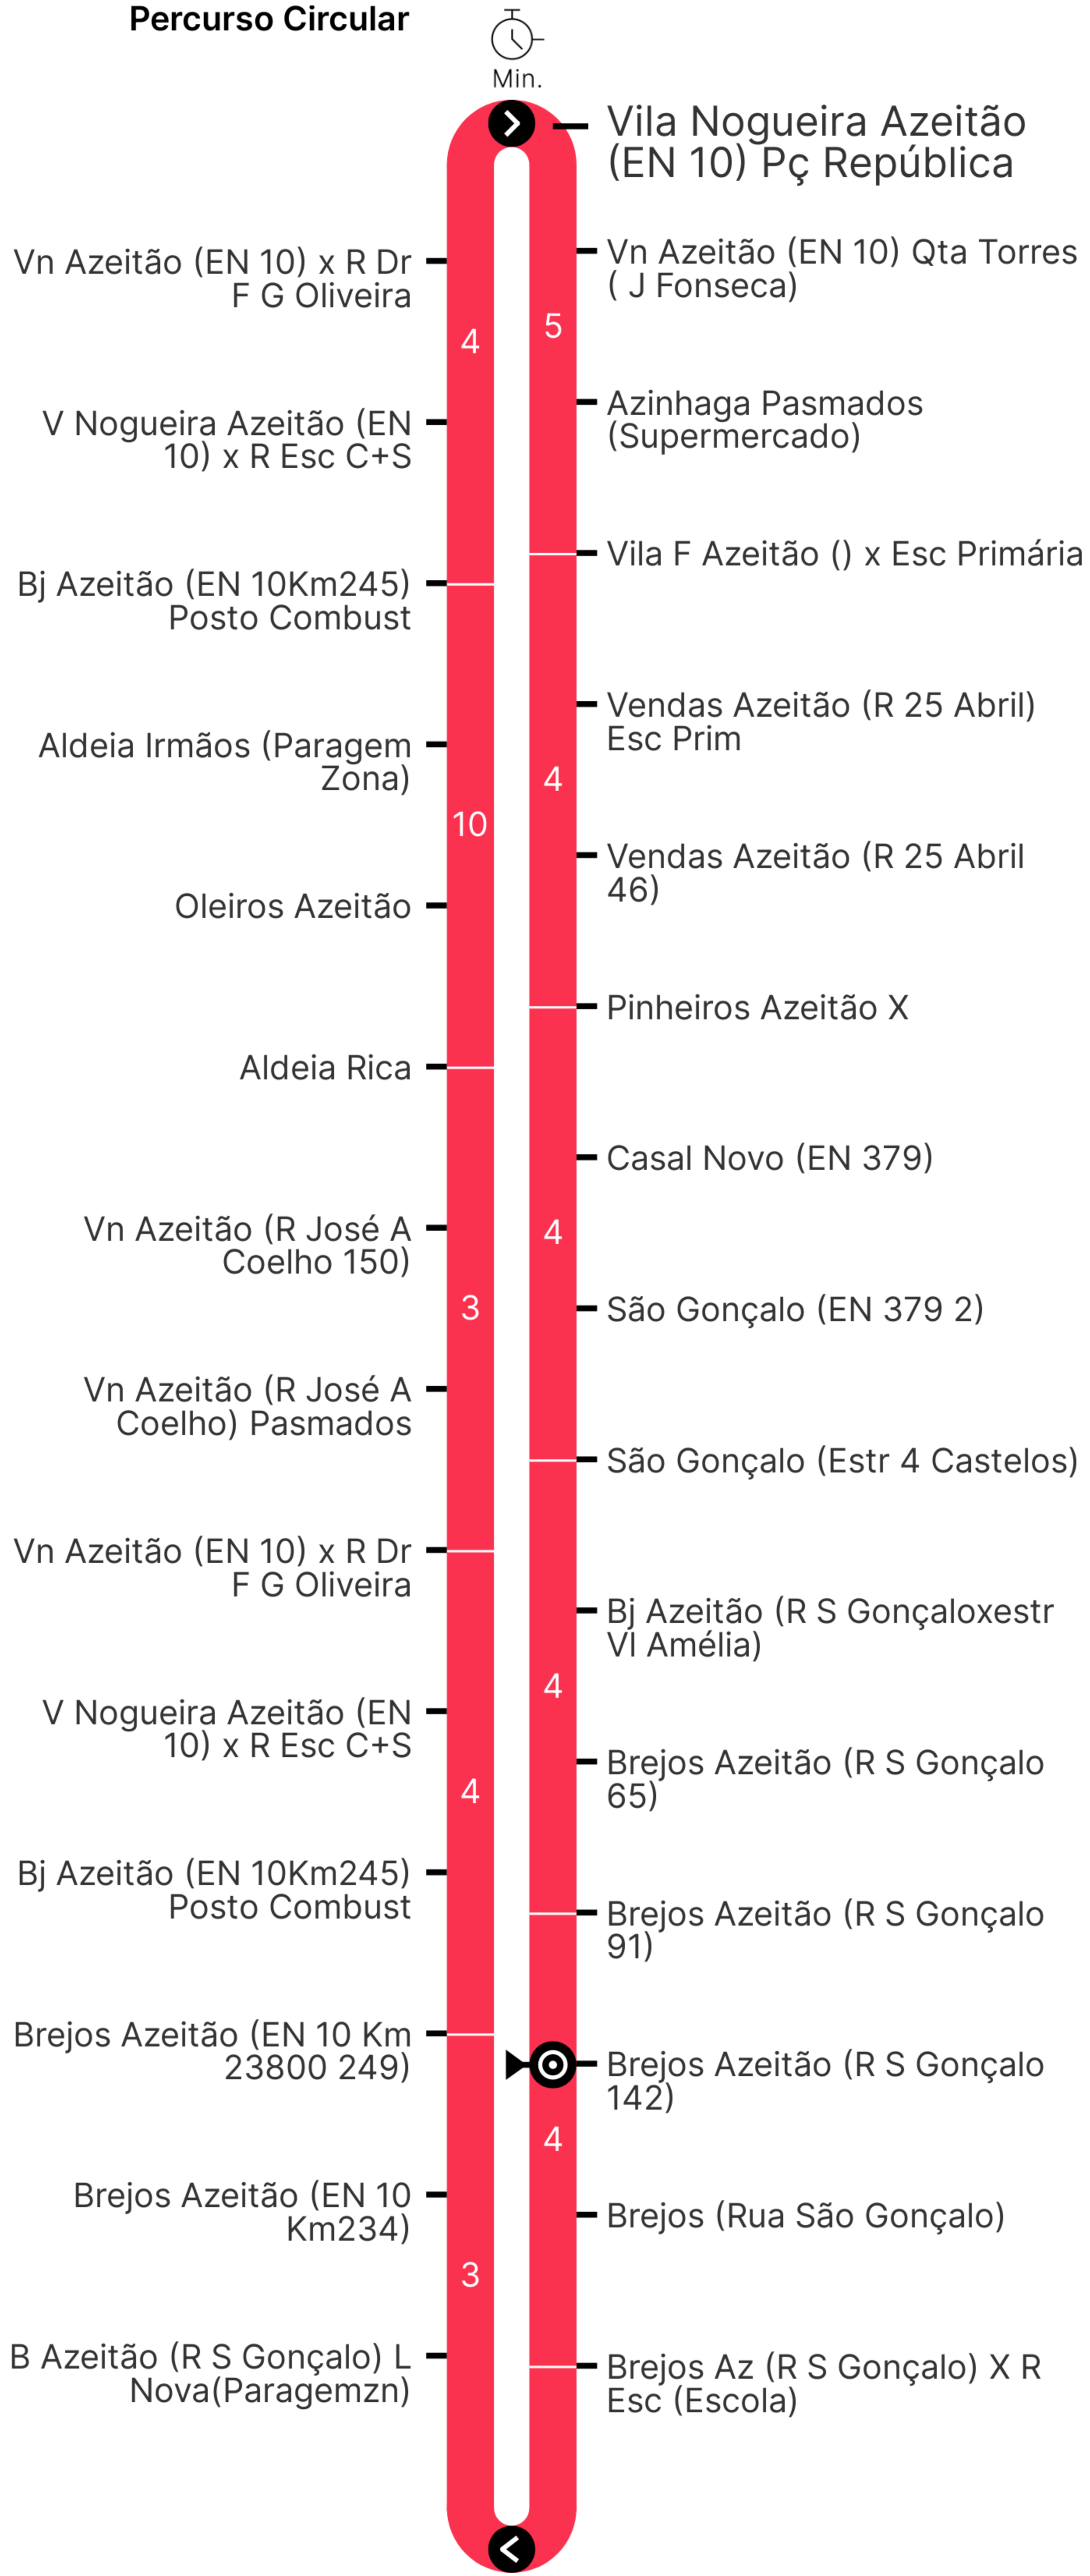 Percurso Circular
Min.
Vila Nogueira Azeitão
(EN 10) Pç República
Vn Azeitão (EN 10) Qta Torres
( J Fonseca)
5
Azinhaga Pasmados
(Supermercado)
Vila F Azeitão () x Esc Primária
Vendas Azeitão (R 25 Abril)
Esc Prim
4
Vendas Azeitão (R 25 Abril
46)
Pinheiros Azeitão X
Casal Novo (EN 379)
4
São Gonçalo (EN 379 2)
São Gonçalo (Estr 4 Castelos)
Bj Azeitão (R S Gonçaloxestr
Vl Amélia)
4
Brejos Azeitão (R S Gonçalo
65)
Brejos Azeitão (R S Gonçalo
91)
Brejos Azeitão (R S Gonçalo
142)
4
Brejos (Rua São Gonçalo)
Brejos Az (R S Gonçalo) X R
Esc (Escola)
Vn Azeitão (EN 10) x R Dr
F G Oliveira
4
V Nogueira Azeitão (EN
10) x R Esc C+S
Bj Azeitão (EN 10Km245)
Posto Combust
Aldeia Irmãos (Paragem
Zona)
10
Oleiros Azeitão
Aldeia Rica
Vn Azeitão (R José A
Coelho 150)
3
Vn Azeitão (R José A
Coelho) Pasmados
Vn Azeitão (EN 10) x R Dr
F G Oliveira
V Nogueira Azeitão (EN
10) x R Esc C+S
4
Bj Azeitão (EN 10Km245)
Posto Combust
Brejos Azeitão (EN 10 Km
23800 249)
Brejos Azeitão (EN 10
Km234)
3
B Azeitão (R S Gonçalo) L
Nova(Paragemzn)